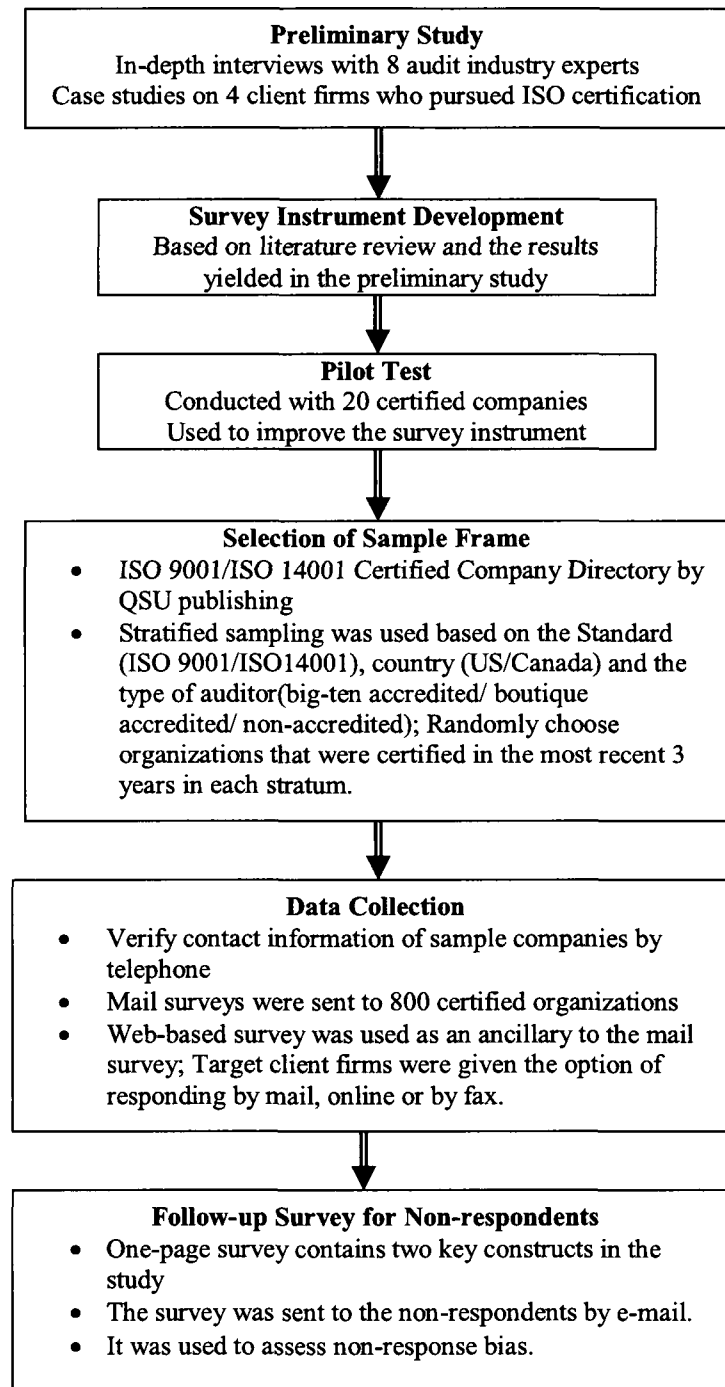 Preliminary Study
In-depth interviews with 8 audit industry experts
Case studies on 4 client firms who pursued ISO certification
Survey Instrument Development
Based on literature review and the results
yielded in the preliminary study
Pilot Test
Conducted with 20 certified companies
Used to improve the survey instrument
Selection of Sample Frame
• ISO 9001/ISO 14001 Certified Company Directory by
QSU publishing
• Stratified sampling was used based on the Standard
(ISO 9001/ISO14001), country (US/Canada) and the
type of auditor(big-ten accredited/ boutique
accredited/ non-accredited); Randomly choose
organizations that were certified in the most recent 3
years in each stratum.
Data Collection
• Verify contact information of sample companies by
telephone
• Mail surveys were sent to 800 certified organizations
• Web-based survey was used as an ancillary to the mail
survey; Target client firms were given the option of
responding by mail, online or by fax.
Follow-up Survey for Non-respondents
• One-page survey contains two key constructs in the
study
• The survey was sent to the non-respondents by e-mail.
• It was used to assess non-response bias.